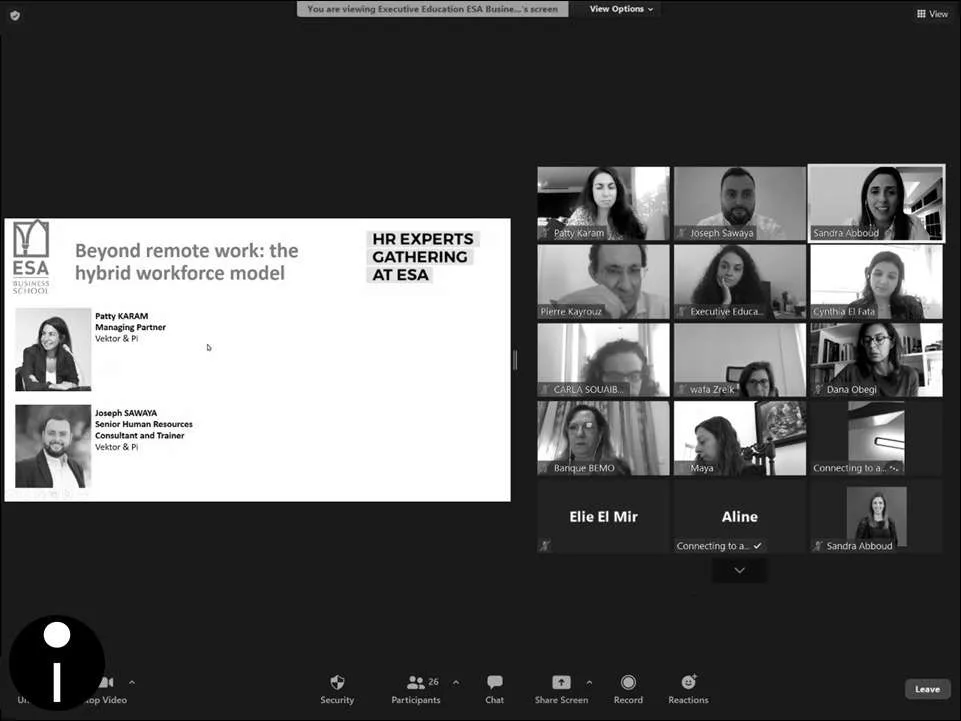 You are viewing Executive Education ESA Busine...'s screen
View Options
View
ESA
BUSINESS
SCHOOL
Beyond remote work: the
hybrid workforce model
HR EXPERTS
GATHERING
AT ESA
Patty KARAM
Managing Partner
Vektor & Pi
Joseph SAWAYA
Senior Human Resources
Consultant and Trainer
Vektor & Pi
Patty Karam
Joseph Sawaya
Sandra Abboud
Pierre Kayrouz
Executive Educa...
Cynthia El Fata
CARLA SOUAIB...
wafa Zreik
Dana Obegi
Banque BEMO
Maya
Connecting to a...
Elie El Mir
Aline
Connecting to a...
Sandra Abboud
Video
Security
26
Participants
Chat
Share Screen
Record
Reactions
Leave